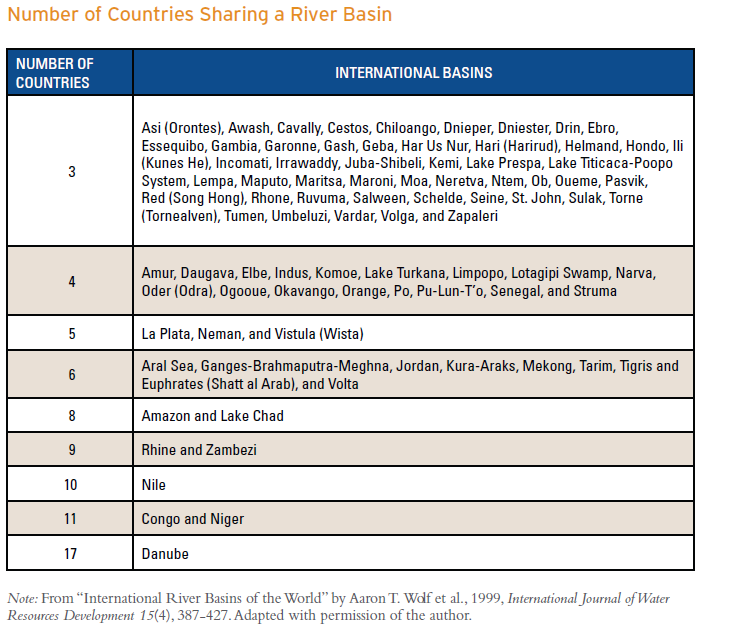 Number of Countries Sharing a River Basin
NUMBER OF
COUNTRIES
INTERNATIONAL BASINS
3
Asi (Orontes), Awash, Cavally, Cestos, Chiloango, Dnieper, Dniester, Drin, Ebro,
Essequibo, Gambia, Garonne, Gash, Geba, Har Us Nur, Hari (Harirud), Helmand, Hondo, Ili
(Kunes He), Incomati, Irrawaddy, Juba-Shibeli, Kemi, Lake Prespa, Lake Titicaca-Poopo
System, Lempa, Maputo, Maritsa, Maroni, Moa, Neretva, Ntem, Ob, Oueme, Pasvik,
Red (Song Hong), Rhone, Ruvuma, Salween, Schelde, Seine, St. John, Sulak, Torne
(Tornealven), Tumen, Umbeluzi, Vardar, Volga, and Zapaleri
4
Amur, Daugava, Elbe, Indus, Komoe, Lake Turkana, Limpopo, Lotagipi Swamp, Narva,
Oder (Odra), Ogooue, Okavango, Orange, Po, Pu-Lun-T'o, Senegal, and Struma
5
La Plata, Neman, and Vistula (Wista)
6
Aral Sea, Ganges-Brahmaputra-Meghna, Jordan, Kura-Araks, Mekong, Tarim, Tigris and
Euphrates (Shatt al Arab), and Volta
8
Amazon and Lake Chad
9
Rhine and Zambezi
10
Nile
11
Congo and Niger
17
Danube
Note: From “International River Basins of the World” by Aaron T. Wolf et al., 1999, International Journal of Water
Resources Development 15(4), 387-427. Adapted with permission of the author.